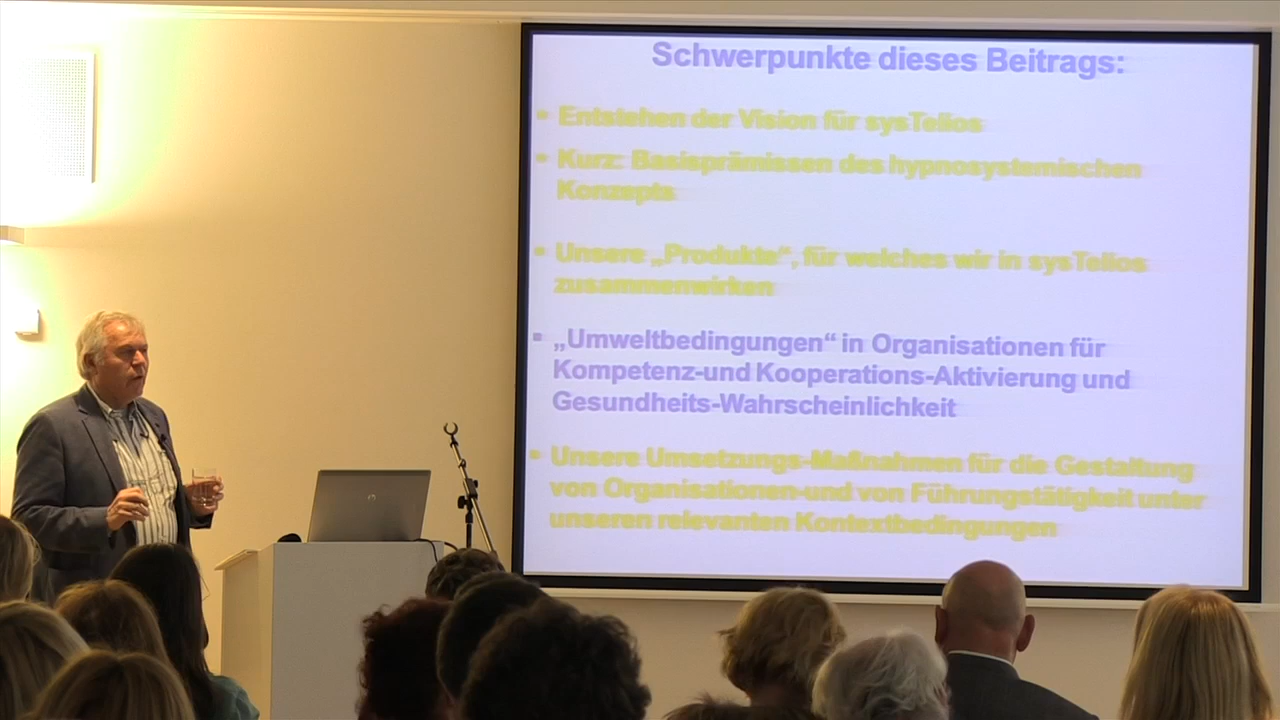 Schwerpunkte dieses Beitrags:
▪ Entstehen der Vision für sysTelios
▪ Kurz: Basisprämissen des hypnosystemischen
Konzepts
▪ Unsere „Produkte“, für welches wir in sysTelios
zusammenwirken
▪ „Umweltbedingungen“ in Organisationen für
Kompetenz-und Kooperations-Aktivierung und
Gesundheits-Wahrscheinlichkeit
▪ Unsere Umsetzungs-Maßnahmen für die Gestaltung
von Organisationen-und von Führungstätigkeit unter
unseren relevanten Kontextbedingungen
hp